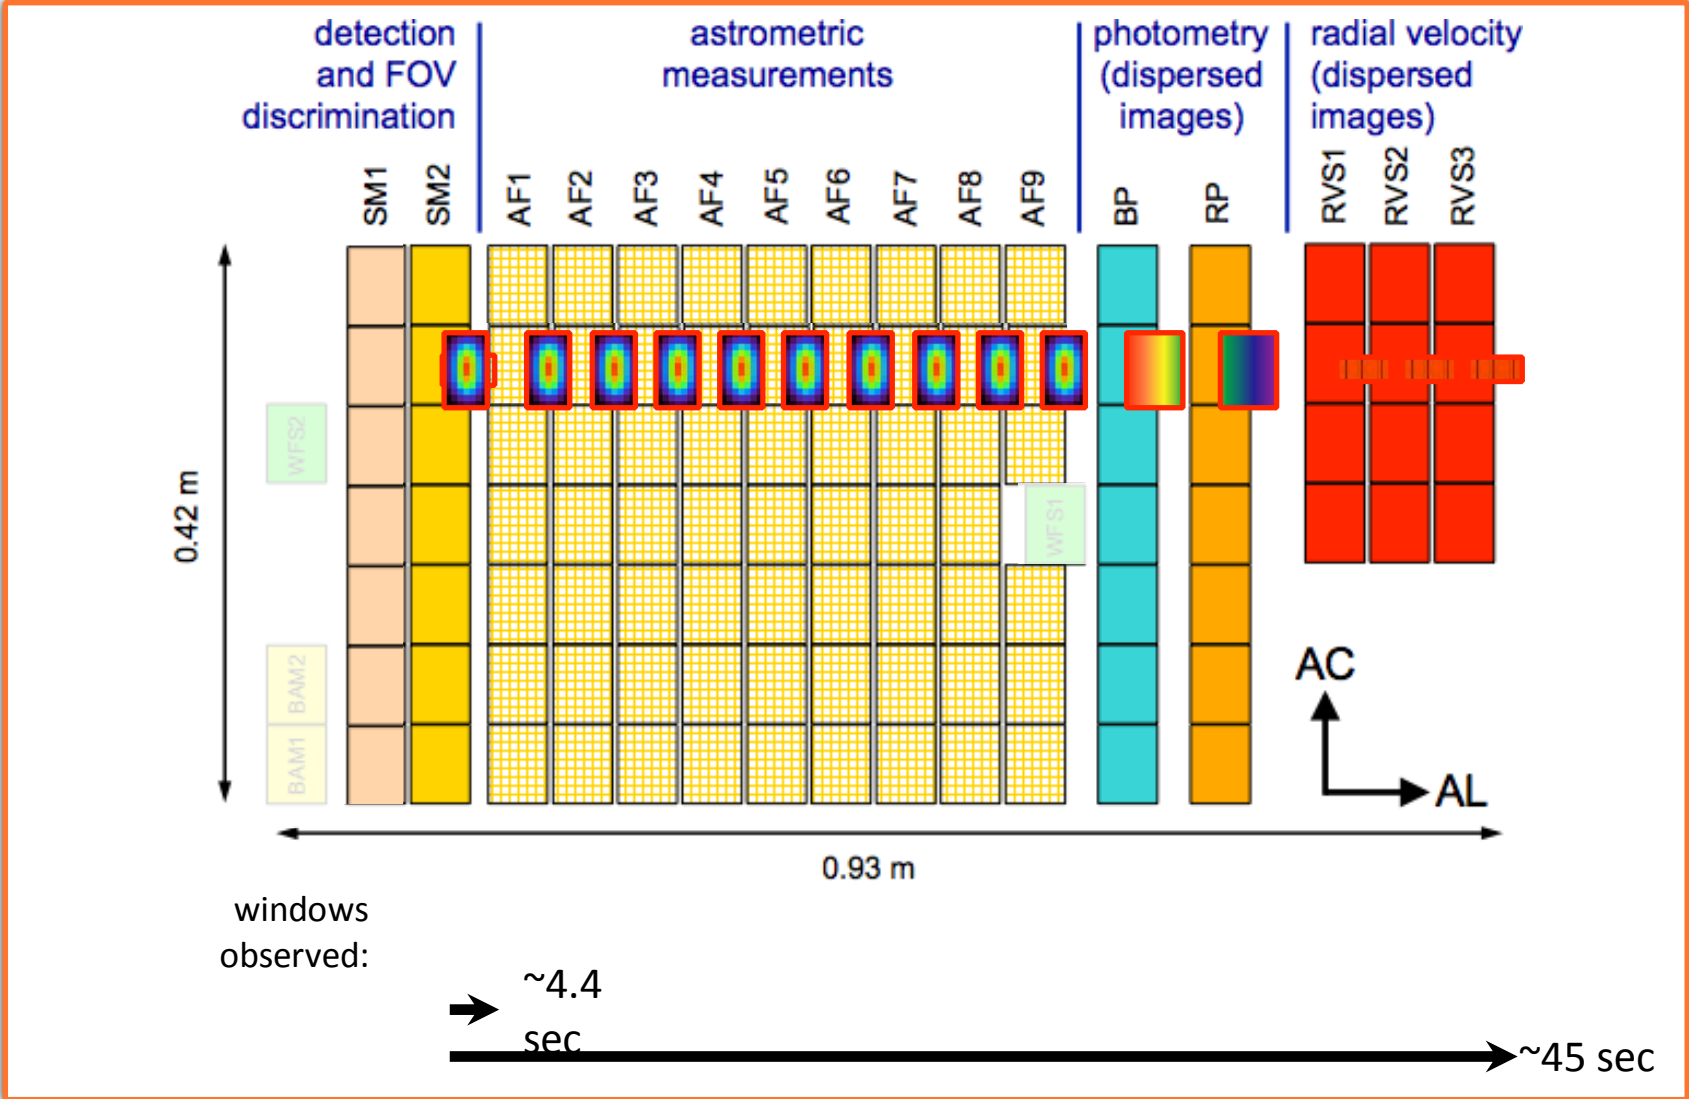 detection
and FOV
discrimination
astrometric
measurements
photometry
(dispersed
images)
radial velocity
(dispersed
images)
SM1
SM2
AF1
AF2
AF3
AF4
AF5
AF6
AF7
AF8
AF9
BP
RP
RVS1
RVS2
RVS3
WFS2
0.42 m
WFS1
BAM2
BAM1
AC
AL
0.93 m
windows
observed:
~4.4
sec
~45 sec